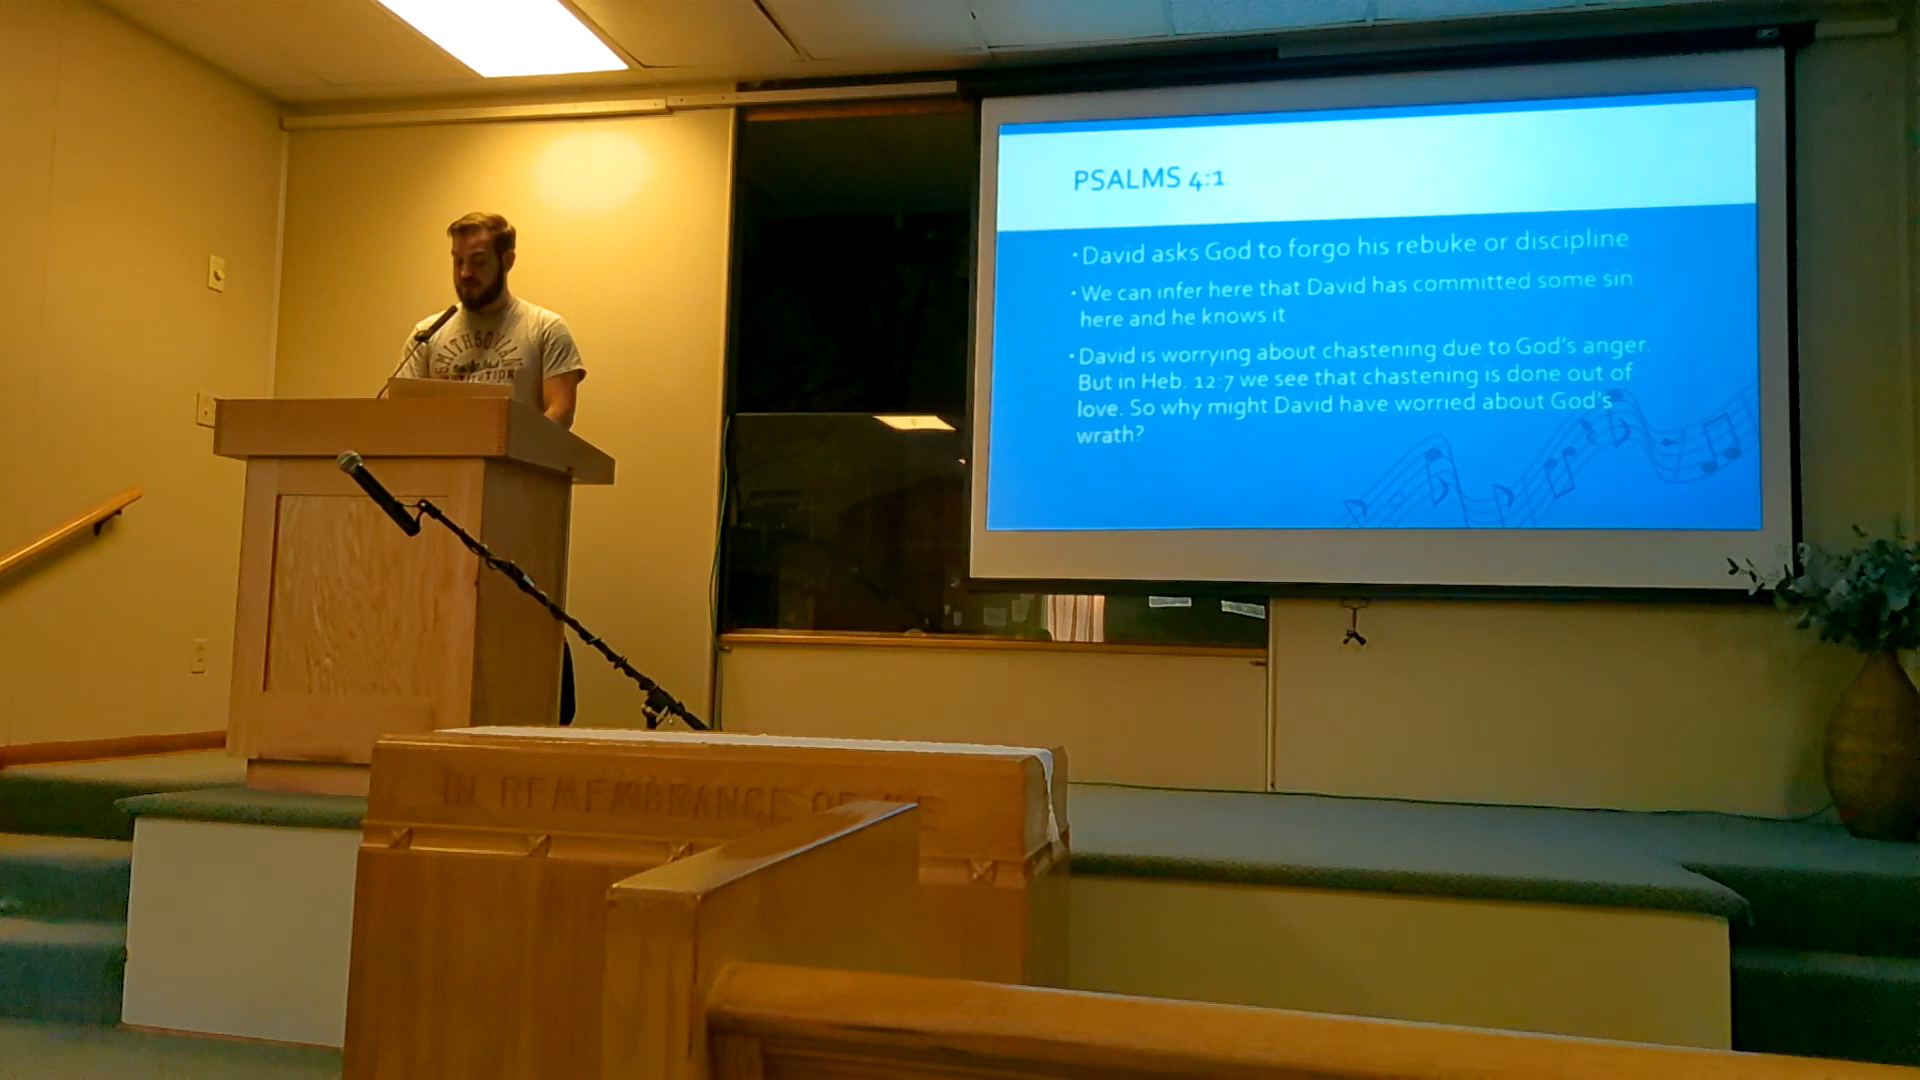 PSALMS 4:1
•David asks God to forgo his rebuke or discipline
•We can infer here that David has committed some sin
here and he knows it
•David is worrying about chastening due to God's anger.
But in Heb. 12:7 we see that chastening is done out of
love. So why might David have worried about God's
wrath?
SMITHSONIAN
INSTITUTION
IN REMEMBRANCE OF ME